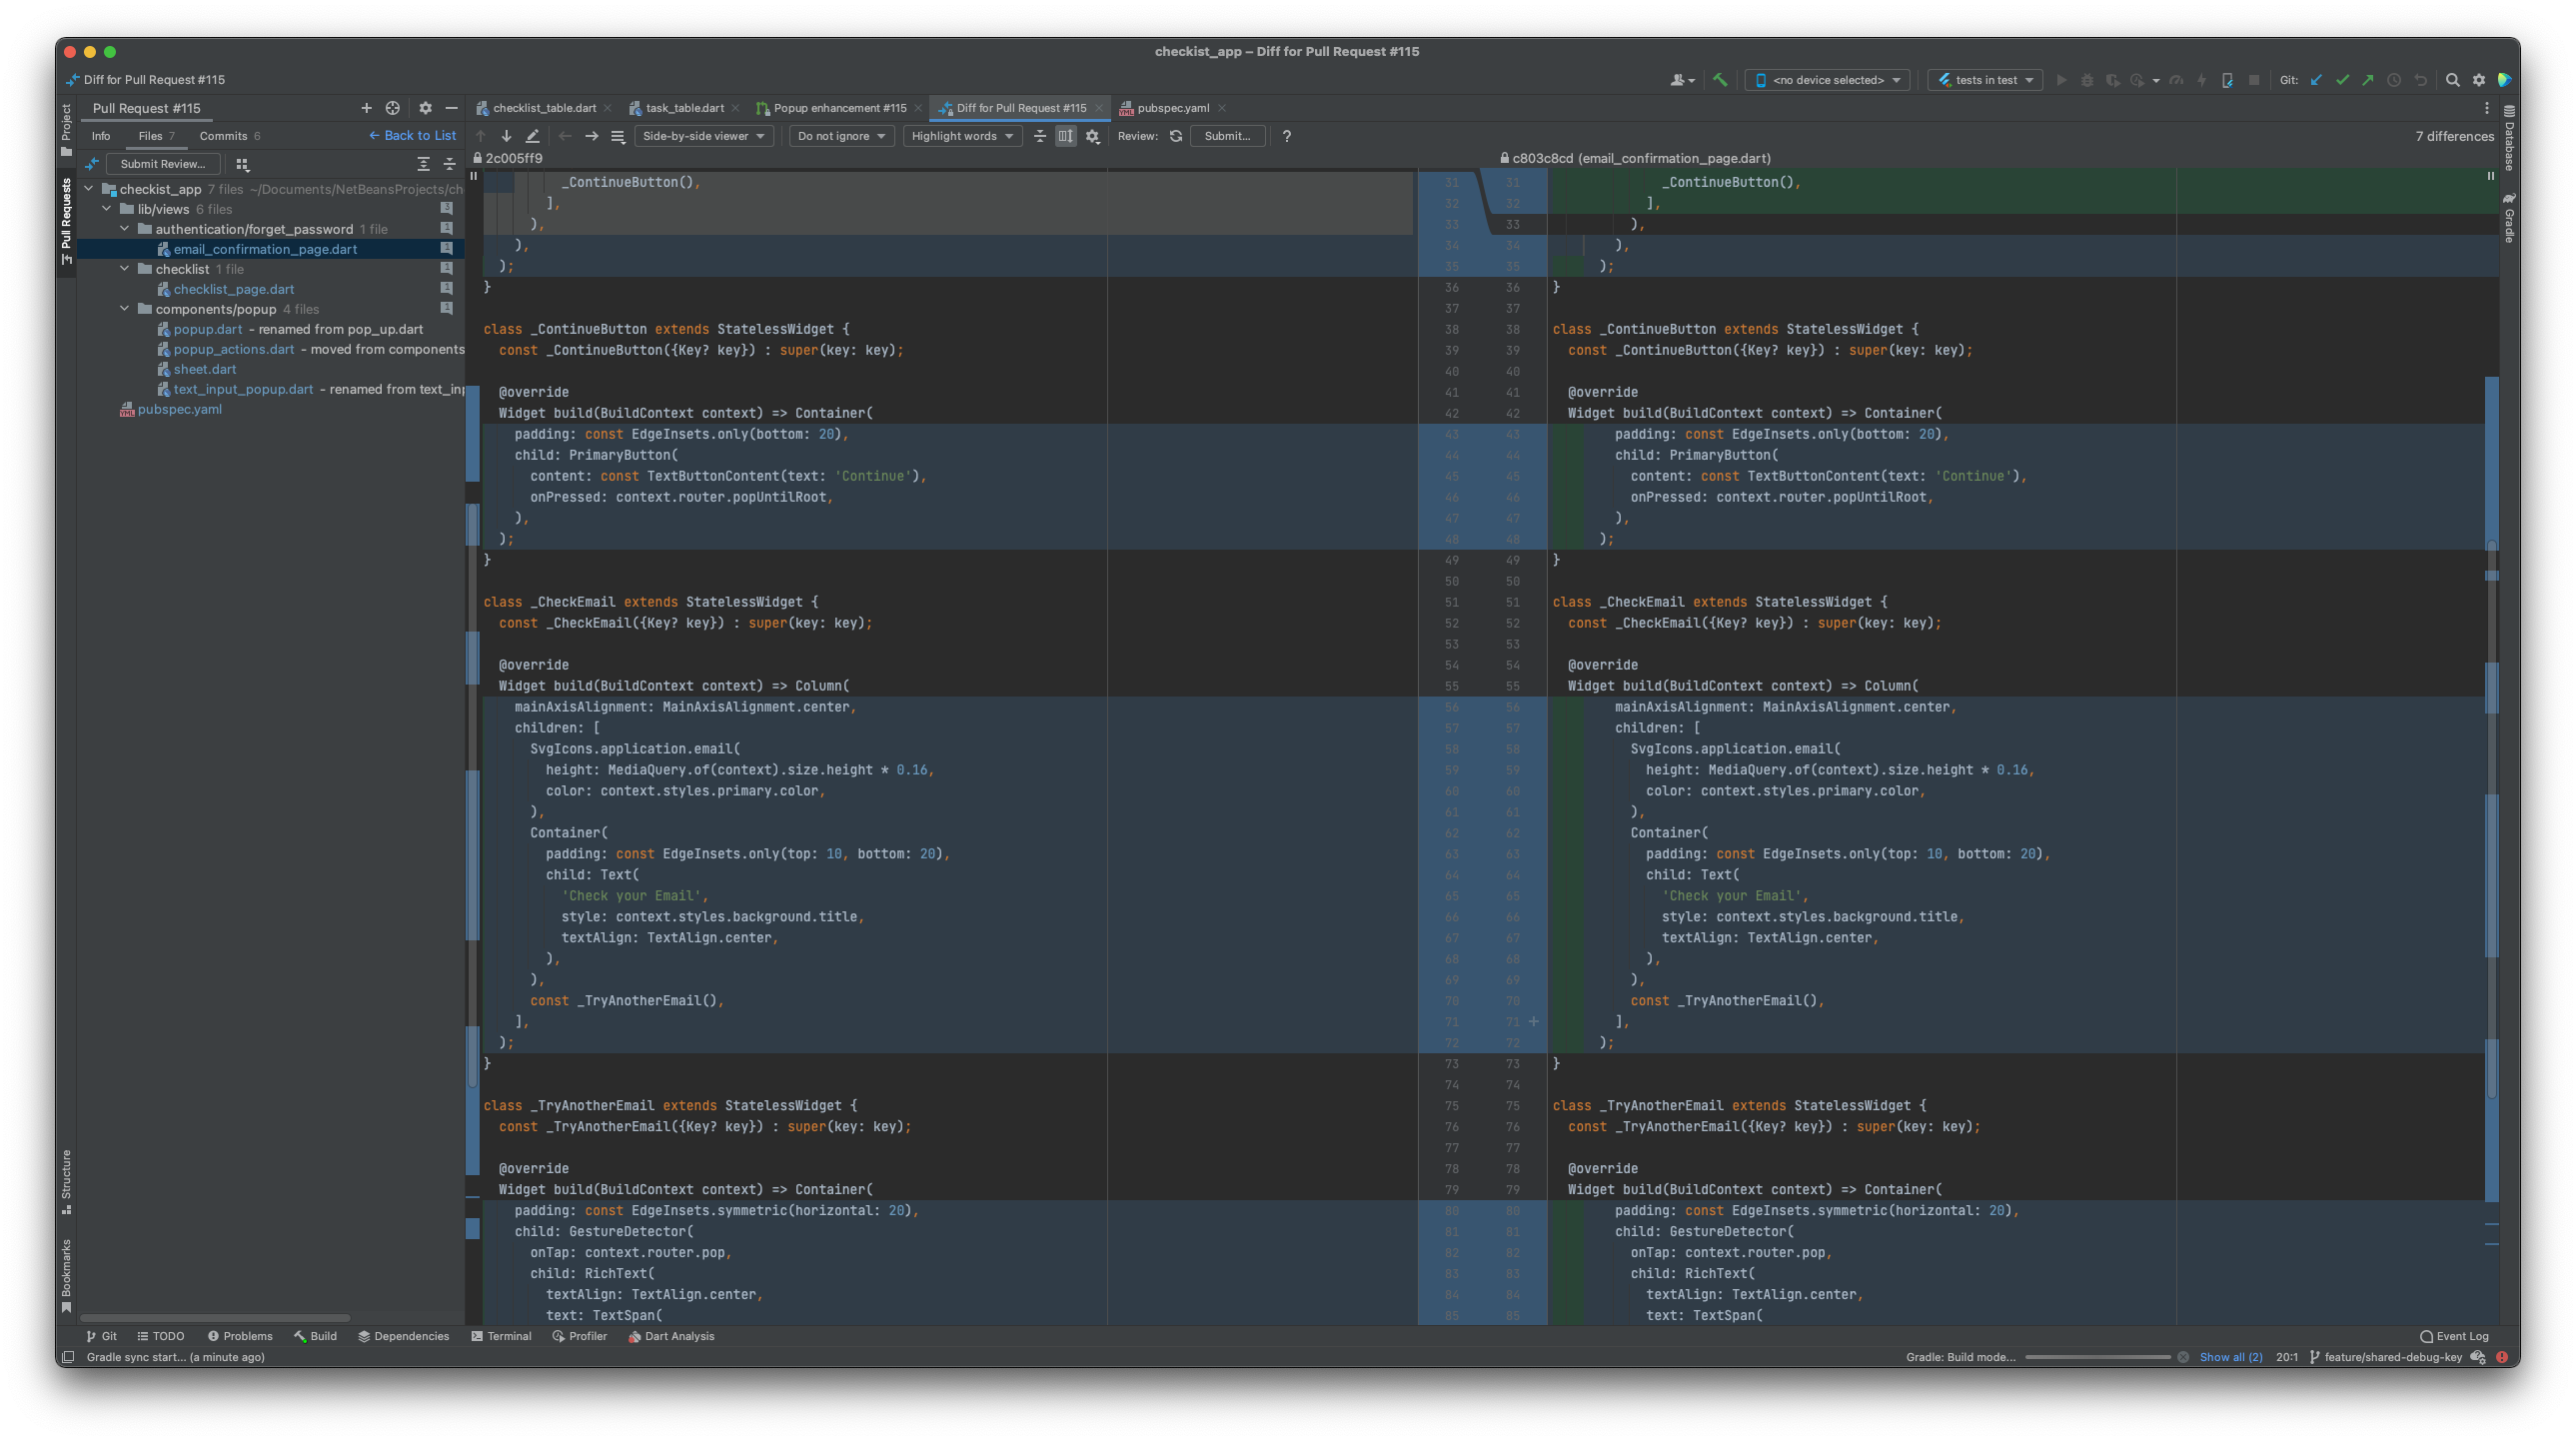 checkist_app – Diff for Pull Request #115
Diff for Pull Request #115
<no device selected>
tests in test
Git:
Project
Pull Requests
Structure
Bookmarks
Pull Request #115
Info
Files 7
Commits 6
← Back to List
Submit Review...
checkist_app 7 files ~/Documents/NetBeansProjects/ch
lib/views 6 files
3
authentication/forget_password 1 file
1
email_confirmation_page.dart
1
checklist 1 file
1
checklist_page.dart
1
components/popup 4 files
1
popup.dart - renamed from pop_up.dart
popup_actions.dart - moved from components
sheet.dart
text_input_popup.dart - renamed from text_inp
pubspec.yaml
checklist_table.dart
task_table.dart
Popup enhancement #115
Diff for Pull Request #115
pubspec.yaml
Side-by-side viewer
Do not ignore
Highlight words
Review:
Submit...
?
7 differences
2c005ff9
c803c8cd (email_confirmation_page.dart)
_ContinueButton(), 31 31 _ContinueButton(),
], 32 32 ],
), 33 33 ),
), 34 34 ),
); 35 35 );
} 36 36 }
37 37
class _ContinueButton extends StatelessWidget { 38 38 class _ContinueButton extends StatelessWidget {
const _ContinueButton({Key? key}) : super(key: key); 39 39 const _ContinueButton({Key? key}) : super(key: key);
40 40
@override 41 41 @override
Widget build(BuildContext context) => Container( 42 42 Widget build(BuildContext context) => Container(
padding: const EdgeInsets.only(bottom: 20), 43 43 padding: const EdgeInsets.only(bottom: 20),
child: PrimaryButton( 44 44 child: PrimaryButton(
content: const TextButtonContent(text: 'Continue'), 45 45 content: const TextButtonContent(text: 'Continue'),
onPressed: context.router.popUntilRoot, 46 46 onPressed: context.router.popUntilRoot,
), 47 47 ),
); 48 48 );
} 49 49 }
50 50
class _CheckEmail extends StatelessWidget { 51 51 class _CheckEmail extends StatelessWidget {
const _CheckEmail({Key? key}) : super(key: key); 52 52 const _CheckEmail({Key? key}) : super(key: key);
53 53
@override 54 54 @override
Widget build(BuildContext context) => Column( 55 55 Widget build(BuildContext context) => Column(
mainAxisAlignment: MainAxisAlignment.center, 56 56 mainAxisAlignment: MainAxisAlignment.center,
children: [ 57 57 children: [
SvgIcons.application.email( 58 58 SvgIcons.application.email(
height: MediaQuery.of(context).size.height * 0.16, 59 59 height: MediaQuery.of(context).size.height * 0.16,
color: context.styles.primary.color, 60 60 color: context.styles.primary.color,
), 61 61 ),
Container( 62 62 Container(
padding: const EdgeInsets.only(top: 10, bottom: 20), 63 63 padding: const EdgeInsets.only(top: 10, bottom: 20),
child: Text( 64 64 child: Text(
'Check your Email', 65 65 'Check your Email',
style: context.styles.background.title, 66 66 style: context.styles.background.title,
textAlign: TextAlign.center, 67 67 textAlign: TextAlign.center,
), 68 68 ),
), 69 69 ),
const _TryAnotherEmail(), 70 70 const _TryAnotherEmail(),
], 71 71 ],
); 72 72 );
} 73 73 }
74 74
class _TryAnotherEmail extends StatelessWidget { 75 75 class _TryAnotherEmail extends StatelessWidget {
const _TryAnotherEmail({Key? key}) : super(key: key); 76 76 const _TryAnotherEmail({Key? key}) : super(key: key);
77 77
@override 78 78 @override
Widget build(BuildContext context) => Container( 79 79 Widget build(BuildContext context) => Container(
padding: const EdgeInsets.symmetric(horizontal: 20), 80 80 padding: const EdgeInsets.symmetric(horizontal: 20),
child: GestureDetector( 81 81 child: GestureDetector(
onTap: context.router.pop, 82 82 onTap: context.router.pop,
child: RichText( 83 83 child: RichText(
textAlign: TextAlign.center, 84 84 textAlign: TextAlign.center,
text: TextSpan( 85 85 text: TextSpan(
Database
Gradle
Git
TODO
Problems
Build
Dependencies
Terminal
Profiler
Dart Analysis
Event Log
Gradle sync start... (a minute ago)
Gradle: Build mode...
Show all (2)
20:1
feature/shared-debug-key